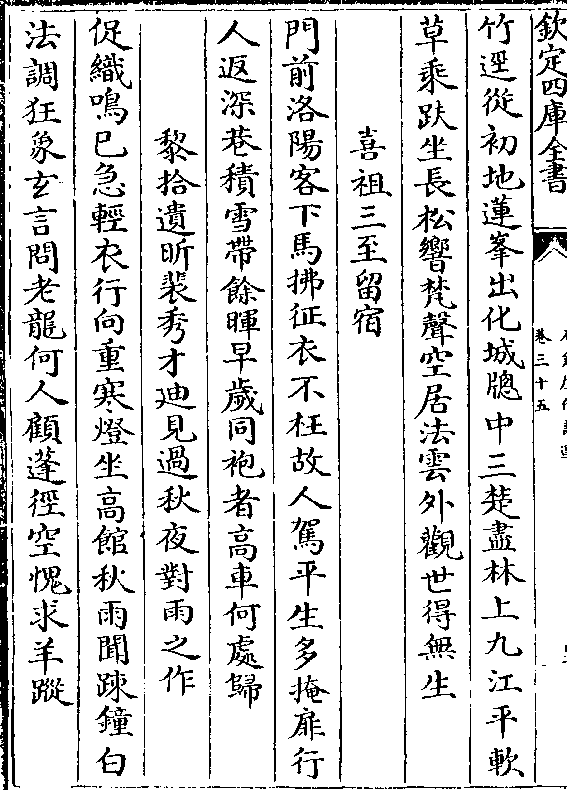 欽定四庫全書
卷三十五
竹逕從初地蓮峯出化城牕中三楚盡林上九江平軟
草乘趺坐長松響梵聲空居法雲外觀世得無生
喜祖三至留宿
門前洛陽客下馬拂征衣不枉故人駕平生多掩扉行
人返深巷積雪帶餘暉早歲同袍者高車何處歸
黎拾遺昕裴秀才迪見過秋夜對雨之作
促織鳴已急輕衣行向重寒燈坐高館秋雨聞踈鐘白
法調狂象玄言問老龍何人顧蓬徑空愧求羊蹤